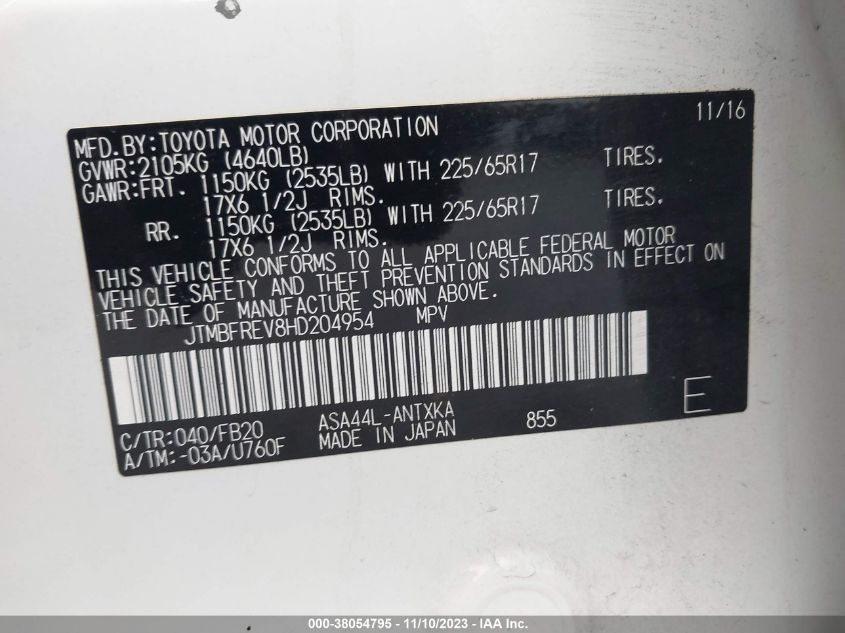 11/16
MFD.BY:TOYOTA MOTOR CORPORATION
GVWR:2105KG (4640LB)
GAWR:FRT. 1150KG (2535LB) WITH 225/65R17 TIRES.
17X6 1/2J RIMS.
RR. 1150KG (2535LB) WITH 225/65R17 TIRES.
17X6 1/2J RIMS.
THIS VEHICLE CONFORMS TO ALL APPLICABLE FEDERAL MOTOR
VEHICLE SAFETY AND THEFT PREVENTION STANDARDS IN EFFECT ON
THE DATE OF MANUFACTURE SHOWN ABOVE.
JTMBFREV8HD204954 MPV
C/TR:040/FB20 ASA44L-ANTXKA 855 E
A/TM:-03A/U760F MADE IN JAPAN
000-38054795 - 11/10/2023 - IAA Inc.